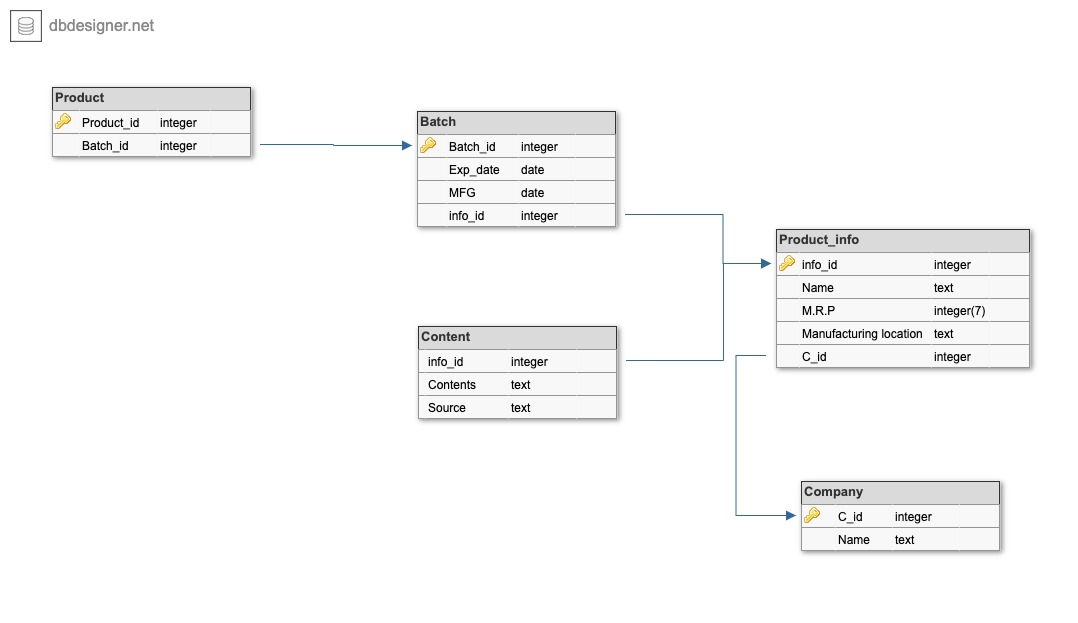 dbdesigner.net
Product
Product_id integer
Batch_id integer
Batch
Batch_id integer
Exp_date date
MFG date
info_id integer
Product_info
info_id integer
Name text
M.R.P integer(7)
Manufacturing location text
C_id integer
Content
info_id integer
Contents text
Source text
Company
C_id integer
Name text